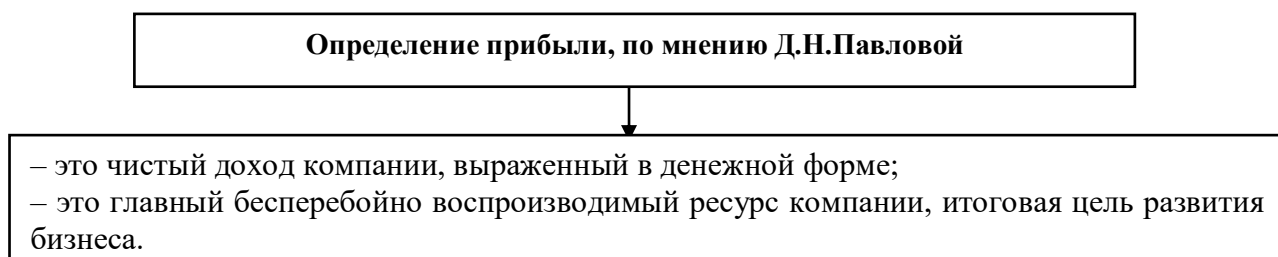 Определение прибыли, по мнению Д.Н.Павловой
– это чистый доход компании, выраженный в денежной форме;
– это главный бесперебойно воспроизводимый ресурс компании, итоговая цель развития
бизнеса.